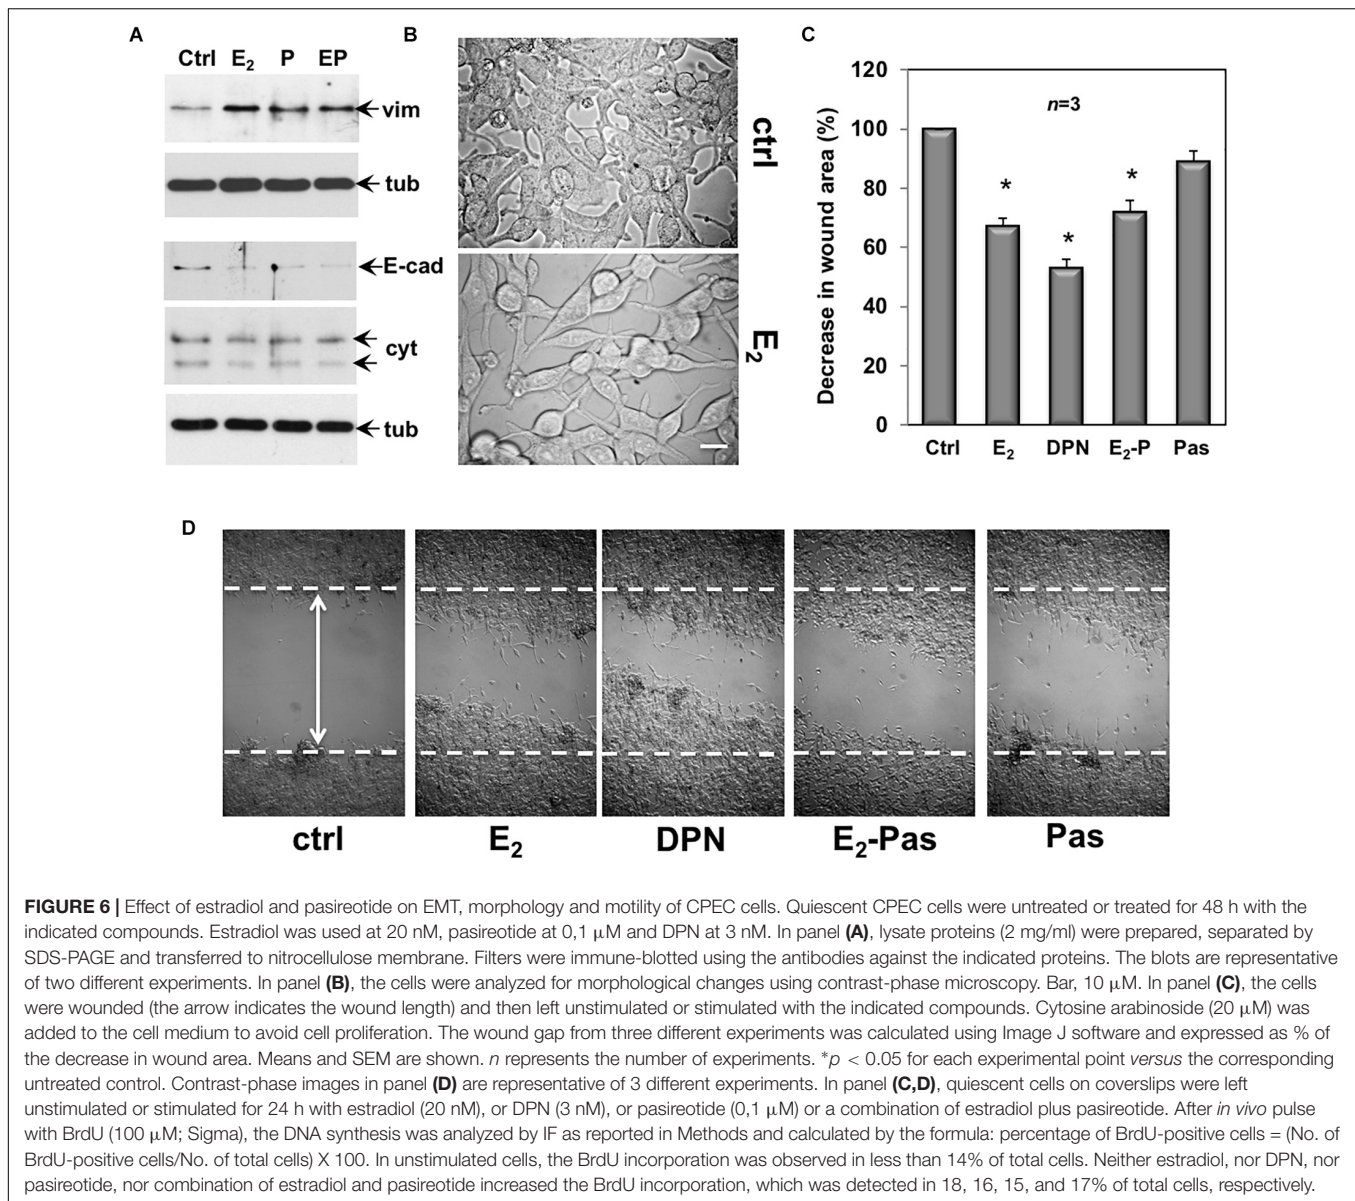 A
Ctrl E₂ P EP
vim
tub
E-cad
cyt
tub
B
ctrl
E₂
C
Decrease in wound area (%)
120
100
80
60
40
20
0
n=3
*
*
*
Ctrl E₂ DPN E₂-P Pas
D
ctrl E₂ DPN E₂-Pas Pas
FIGURE 6 | Effect of estradiol and pasireotide on EMT, morphology and motility of CPEC cells. Quiescent CPEC cells were untreated or treated for 48 h with the
indicated compounds. Estradiol was used at 20 nM, pasireotide at 0,1 μM and DPN at 3 nM. In panel (A), lysate proteins (2 mg/ml) were prepared, separated by
SDS-PAGE and transferred to nitrocellulose membrane. Filters were immune-blotted using the antibodies against the indicated proteins. The blots are representative
of two different experiments. In panel (B), the cells were analyzed for morphological changes using contrast-phase microscopy. Bar, 10 μM. In panel (C), the cells
were wounded (the arrow indicates the wound length) and then left unstimulated or stimulated with the indicated compounds. Cytosine arabinoside (20 μM) was
added to the cell medium to avoid cell proliferation. The wound gap from three different experiments was calculated using Image J software and expressed as % of
the decrease in wound area. Means and SEM are shown. n represents the number of experiments. *p < 0.05 for each experimental point versus the corresponding
untreated control. Contrast-phase images in panel (D) are representative of 3 different experiments. In panel (C,D), quiescent cells on coverslips were left
unstimulated or stimulated for 24 h with estradiol (20 nM), or DPN (3 nM), or pasireotide (0,1 μM) or a combination of estradiol plus pasireotide. After in vivo pulse
with BrdU (100 μM; Sigma), the DNA synthesis was analyzed by IF as reported in Methods and calculated by the formula: percentage of BrdU-positive cells = (No. of
BrdU-positive cells/No. of total cells) X 100. In unstimulated cells, the BrdU incorporation was observed in less than 14% of total cells. Neither estradiol, nor DPN, nor
pasireotide, nor combination of estradiol and pasireotide increased the BrdU incorporation, which was detected in 18, 16, 15, and 17% of total cells, respectively.